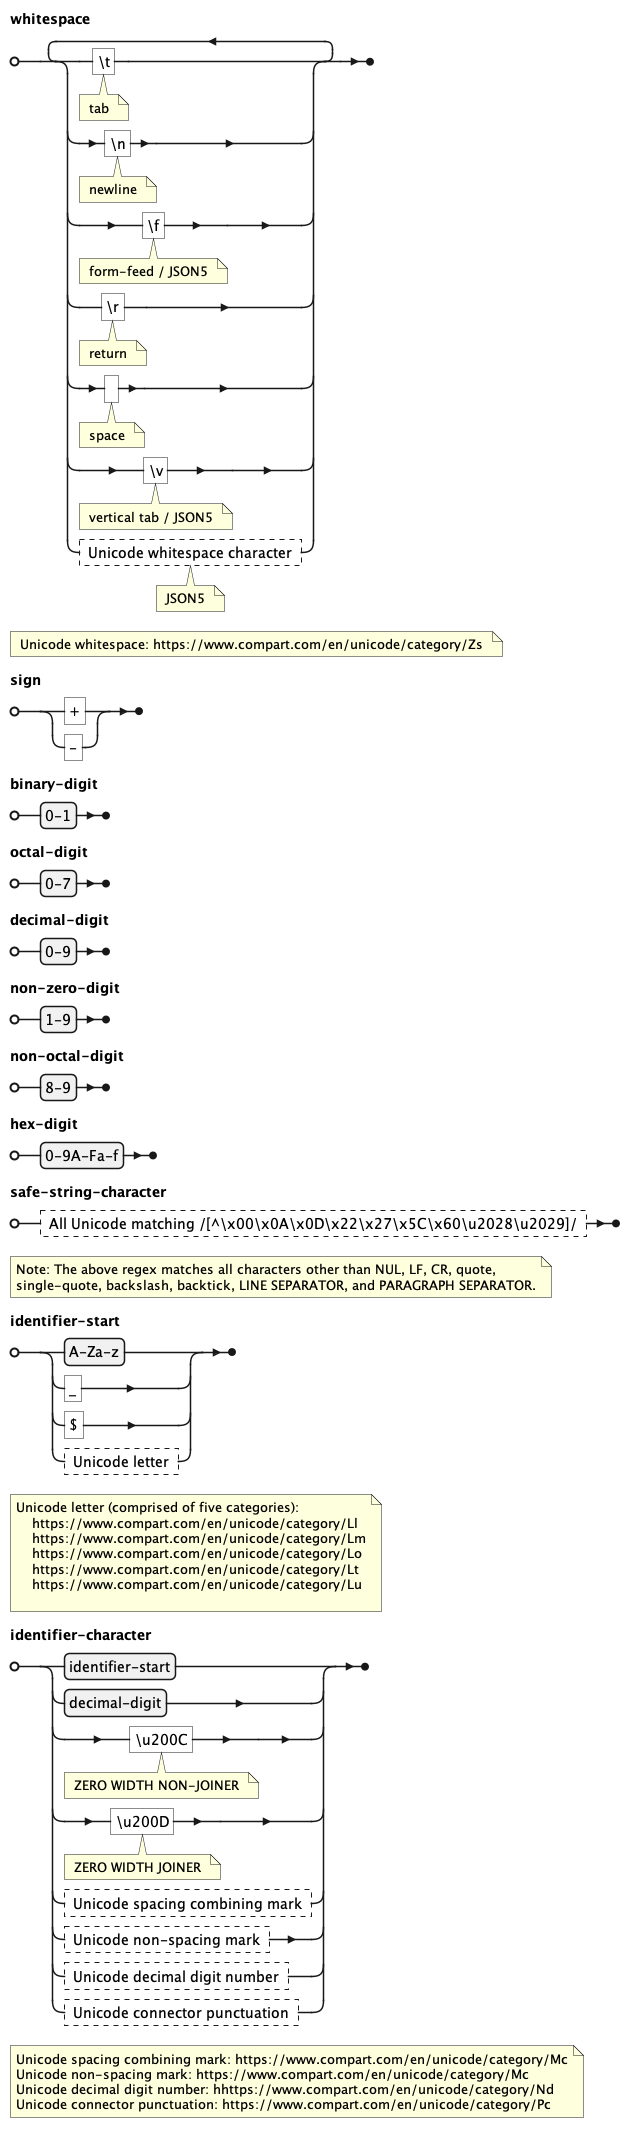 whitespace
\t
tab
\n
newline
\f
form-feed / JSON5
\r
return
space
\v
vertical tab / JSON5
Unicode whitespace character
JSON5
Unicode whitespace: https://www.compart.com/en/unicode/category/Zs
sign
+
-
binary-digit
0-1
octal-digit
0-7
decimal-digit
0-9
non-zero-digit
1-9
non-octal-digit
8-9
hex-digit
0-9A-Fa-f
safe-string-character
All Unicode matching /[^\x00\x0A\x0D\x22\x27\x5C\x60\u2028\u2029]/
Note: The above regex matches all characters other than NUL, LF, CR, quote,
single-quote, backslash, backtick, LINE SEPARATOR, and PARAGRAPH SEPARATOR.
identifier-start
A-Za-z
_
$
Unicode letter
Unicode letter (comprised of five categories):
https://www.compart.com/en/unicode/category/Ll
https://www.compart.com/en/unicode/category/Lm
https://www.compart.com/en/unicode/category/Lo
https://www.compart.com/en/unicode/category/Lt
https://www.compart.com/en/unicode/category/Lu
identifier-character
identifier-start
decimal-digit
\u200C
ZERO WIDTH NON-JOINER
\u200D
ZERO WIDTH JOINER
Unicode spacing combining mark
Unicode non-spacing mark
Unicode decimal digit number
Unicode connector punctuation
Unicode spacing combining mark: https://www.compart.com/en/unicode/category/Mc
Unicode non-spacing mark: https://www.compart.com/en/unicode/category/Mc
Unicode decimal digit number: hhttps://www.compart.com/en/unicode/category/Nd
Unicode connector punctuation: https://www.compart.com/en/unicode/category/Pc